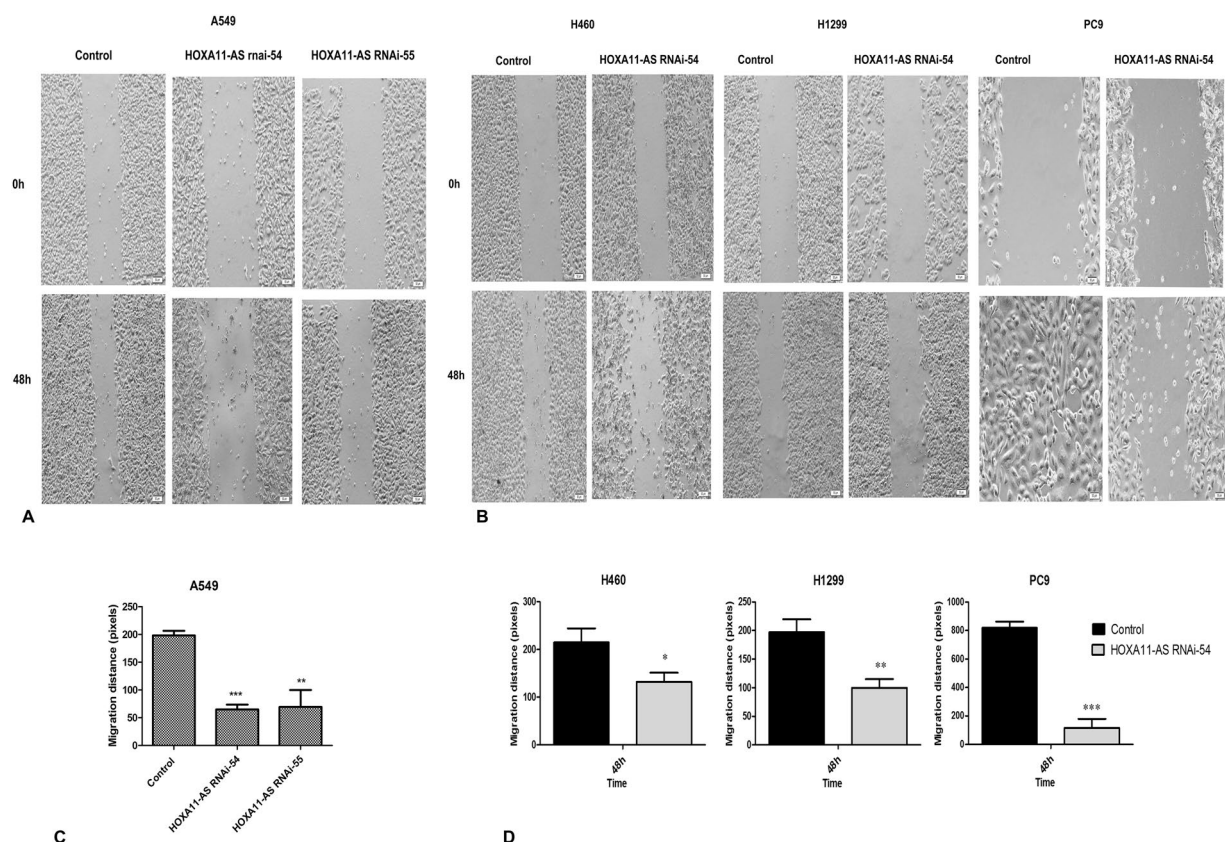 A549
Control HOXA11-AS rnai-54 HOXA11-AS RNAi-55
0h
48h
A
H460 H1299 PC9
Control HOXA11-AS RNAi-54 Control HOXA11-AS RNAi-54 Control HOXA11-AS RNAi-54
0h
48h
B
A549
Migration distance (pixels)
250
200
150
100
50
0
***
**
Control
HOXA11-AS RNAi-54
HOXA11-AS RNAi-55
C
H460
Migration distance (pixels)
300
200
100
0
*
48h
Time
H1299
Migration distance (pixels)
250
200
150
100
50
0
**
48h
Time
PC9
Migration distance (pixels)
1000
800
600
400
200
0
***
48h
Time
Control
HOXA11-AS RNAi-54
D